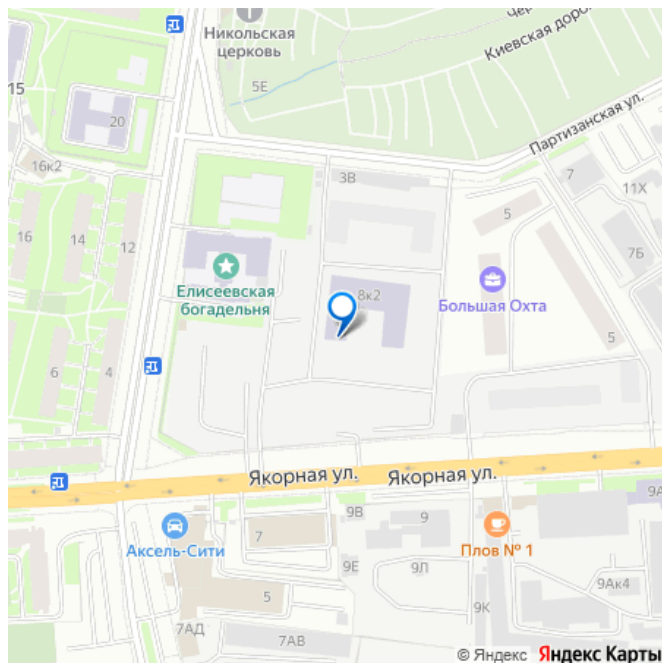 Никольская
церковь
5Е
Чер
Киевская доро
15
20
Партизанская ул.
16к2
3В
7
11Х
16
14
12
5
7Б
Елисеевская
богадельня
8к2
Большая Охта
6
4
5
Якорная ул.
Якорная ул.
9А
Аксель-Сити
7
9В
9
Плов № 1
9Е
9Л
9Ак4
5
9К
7АД
7АВ
© Яндекс Яндекс Карты